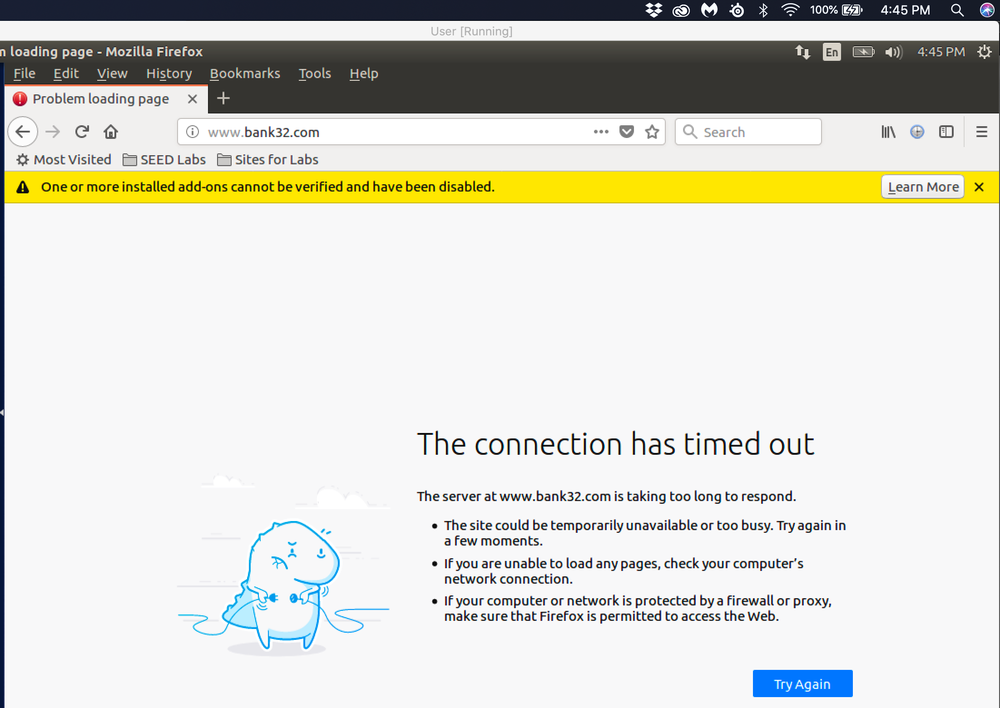 100% 4:45 PM
User [Running]
m loading page - Mozilla Firefox En 4:45 PM
File Edit View History Bookmarks Tools Help
Problem loading page
www.bank32.com Search
Most Visited SEED Labs Sites for Labs
One or more installed add-ons cannot be verified and have been disabled. Learn More
The connection has timed out
The server at www.bank32.com is taking too long to respond.
• The site could be temporarily unavailable or too busy. Try again in
a few moments.
• If you are unable to load any pages, check your computer’s
network connection.
• If your computer or network is protected by a firewall or proxy,
make sure that Firefox is permitted to access the Web.
Try Again